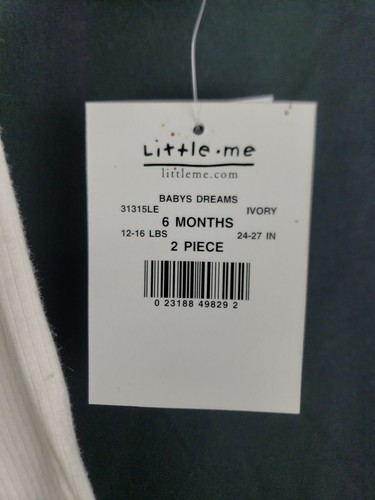 Little·me
littleme.com
BABYS DREAMS
31315LE IVORY
6 MONTHS
12-16 LBS 24-27 IN
2 PIECE
0 23188 49829 2